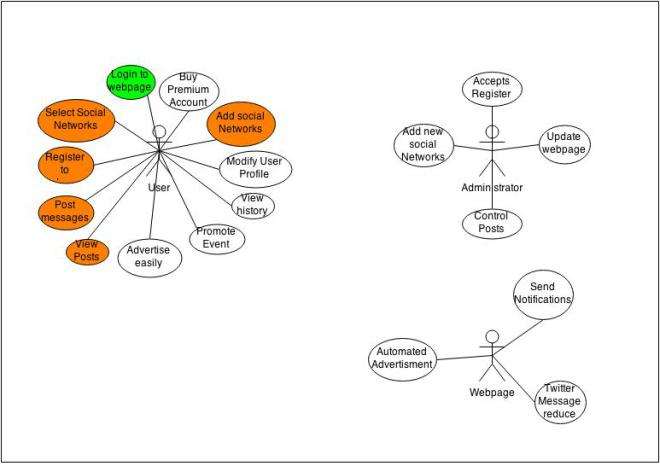 Login to
webpage
Buy
Premium
Account
Select Social
Networks
Add social
Networks
Register
to
Modify User
Profile
Post
messages
User
View
history
View
Posts
Advertise
easily
Promote
Event
Accepts
Register
Add new
social
Networks
Update
webpage
Administrator
Control
Posts
Send
Notifications
Automated
Advertisment
Webpage
Twitter
Message
reduce